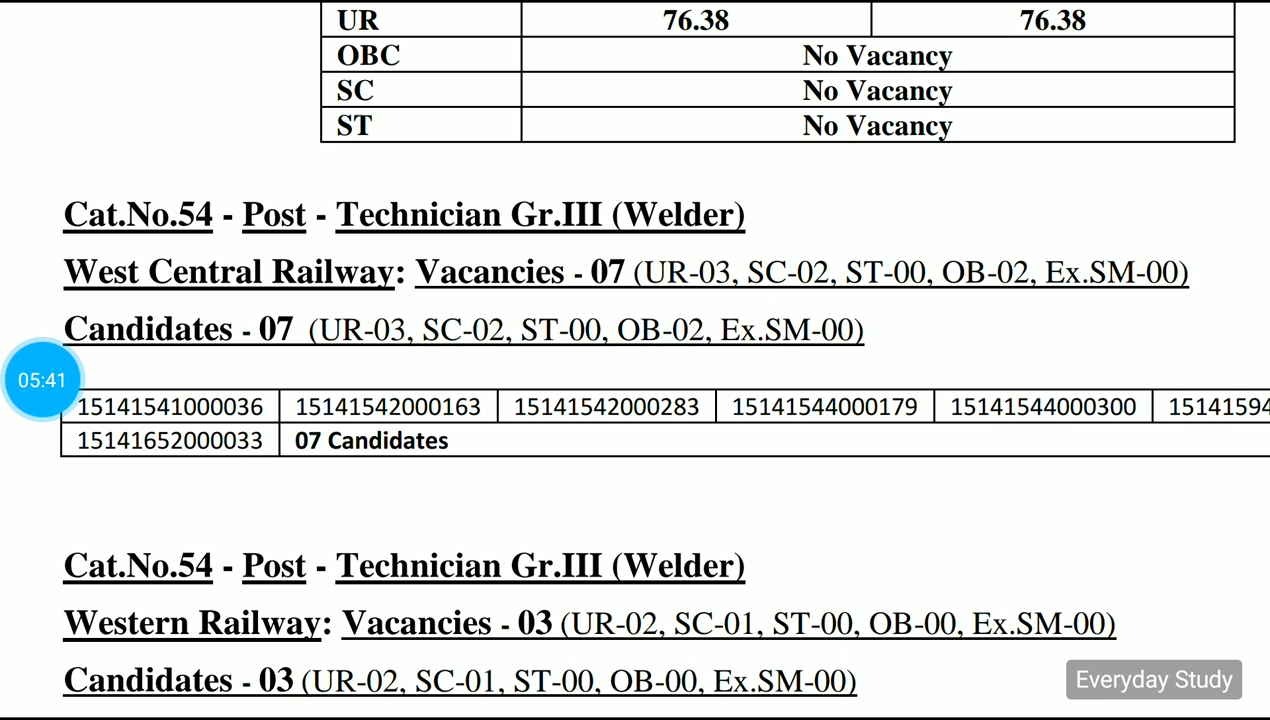 UR 76.38 76.38
OBC No Vacancy
SC No Vacancy
ST No Vacancy
Cat.No.54 - Post - Technician Gr.III (Welder)
West Central Railway: Vacancies - 07 (UR-03, SC-02, ST-00, OB-02, Ex.SM-00)
Candidates - 07 (UR-03, SC-02, ST-00, OB-02, Ex.SM-00)
05:41
15141541000036 15141542000163 15141542000283 15141544000179 15141544000300 15141594
15141652000033 07 Candidates
Cat.No.54 - Post - Technician Gr.III (Welder)
Western Railway: Vacancies - 03 (UR-02, SC-01, ST-00, OB-00, Ex.SM-00)
Candidates - 03 (UR-02, SC-01, ST-00, OB-00, Ex.SM-00)
Everyday Study